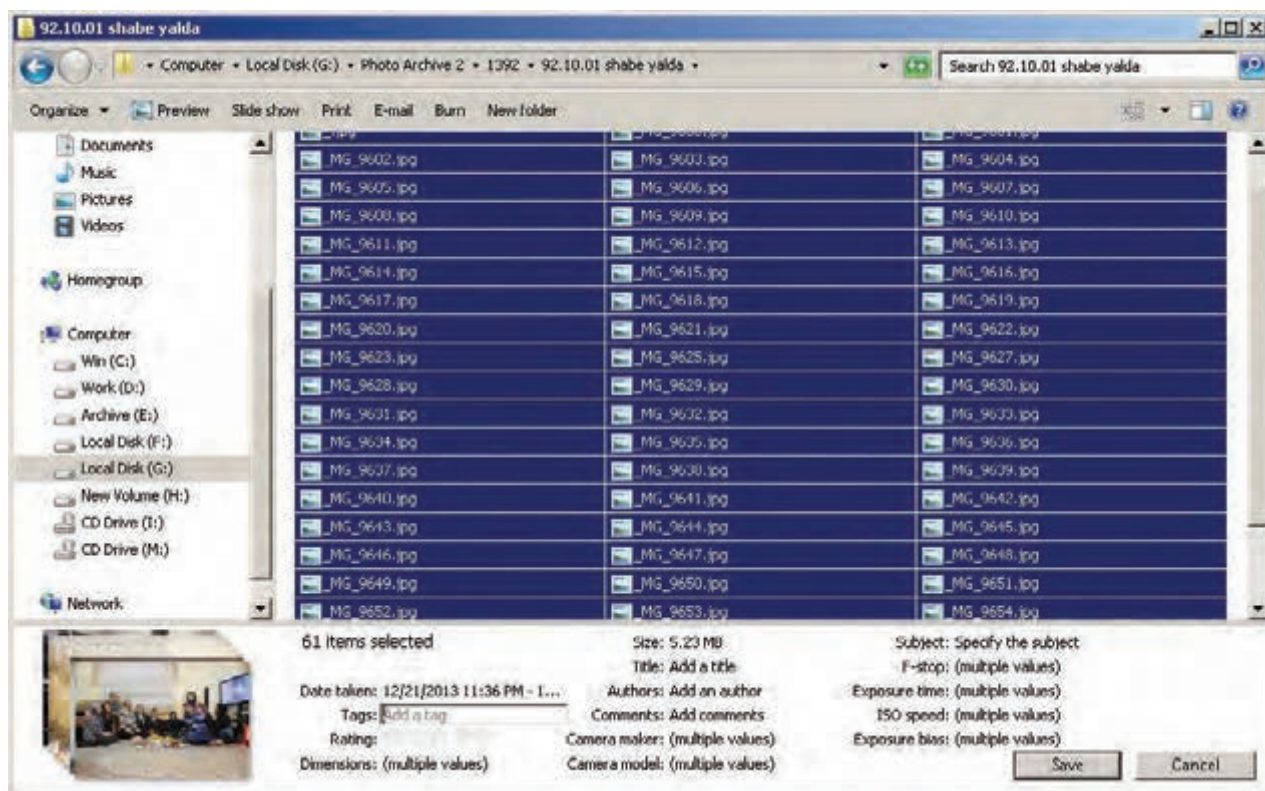 92.10.01 shabe yalda
Computer Local Disk (G:) Photo Archive 2 1392 92.10.01 shabe yalda Search 92.10.01 shabe yalda
Organize Preview Slide show Print E-mail Burn New folder
Documents
Music
Pictures
Videos
Homegroup
Computer
Win (C:)
Work (D:)
Archive (E:)
Local Disk (F:)
Local Disk (G:)
New Volume (H:)
CD Drive (I:)
CD Drive (M:)
Network
_MG_9602.jpg _MG_9603.jpg _MG_9604.jpg
_MG_9605.jpg _MG_9606.jpg _MG_9607.jpg
_MG_9608.jpg _MG_9609.jpg _MG_9610.jpg
_MG_9611.jpg _MG_9612.jpg _MG_9613.jpg
_MG_9614.jpg _MG_9615.jpg _MG_9616.jpg
_MG_9617.jpg _MG_9618.jpg _MG_9619.jpg
_MG_9620.jpg _MG_9621.jpg _MG_9622.jpg
_MG_9623.jpg _MG_9625.jpg _MG_9627.jpg
_MG_9628.jpg _MG_9629.jpg _MG_9630.jpg
_MG_9631.jpg _MG_9632.jpg _MG_9633.jpg
_MG_9634.jpg _MG_9635.jpg _MG_9636.jpg
_MG_9637.jpg _MG_9638.jpg _MG_9639.jpg
_MG_9640.jpg _MG_9641.jpg _MG_9642.jpg
_MG_9643.jpg _MG_9644.jpg _MG_9645.jpg
_MG_9646.jpg _MG_9647.jpg _MG_9648.jpg
_MG_9649.jpg _MG_9650.jpg _MG_9651.jpg
_MG_9652.jpg _MG_9653.jpg _MG_9654.jpg
61 items selected Size: 5.23 MB Subject: Specify the subject
Title: Add a title F-stop: (multiple values)
Date taken: 12/21/2013 11:36 PM - 1... Authors: Add an author Exposure time: (multiple values)
Tags: Add a tag Comments: Add comments ISO speed: (multiple values)
Rating: Camera maker: (multiple values) Exposure bias: (multiple values)
Dimensions: (multiple values) Camera model: (multiple values) Save Cancel